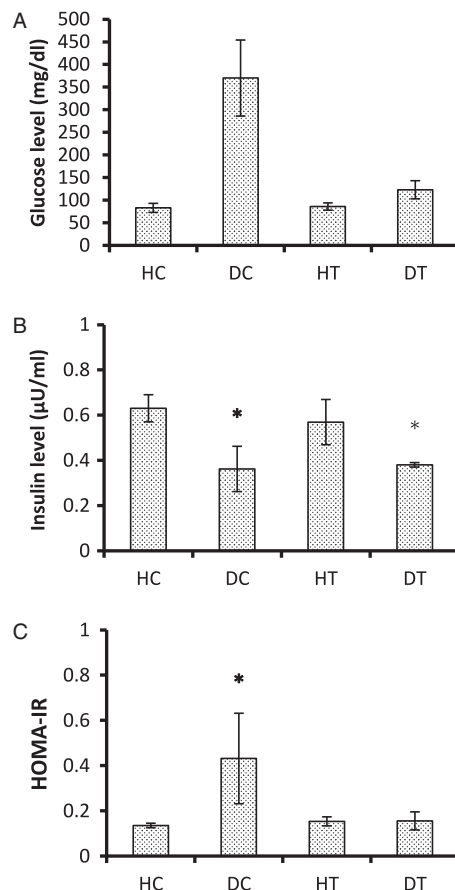 A
Glucose level (mg/dl)
500
450
400
350
300
250
200
150
100
50
0
HC DC HT DT
B
Insulin level (µU/ml)
1
0.8
0.6
0.4
0.2
0
* *
HC DC HT DT
C
HOMA-IR
1
0.8
0.6
0.4
0.2
0
*
HC DC HT DT